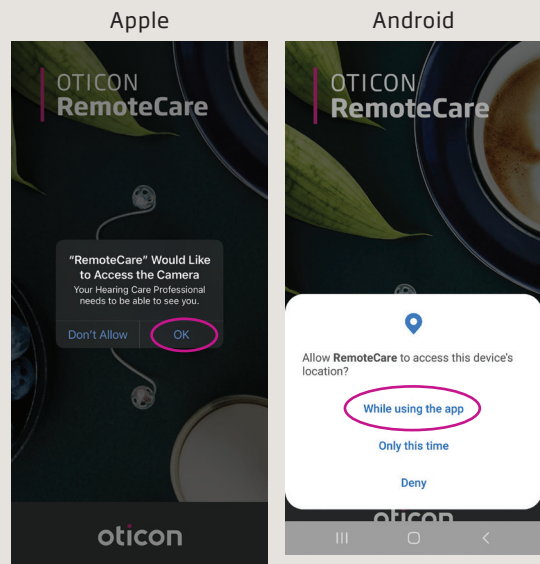 Apple
OTICON
RemoteCare
"RemoteCare" Would Like
to Access the Camera
Your Hearing Care Professional
needs to be able to see you.
Don't Allow
OK
oticon
Android
OTICON
RemoteCare
Allow RemoteCare to access this device's
location?
While using the app
Only this time
Deny
oticon